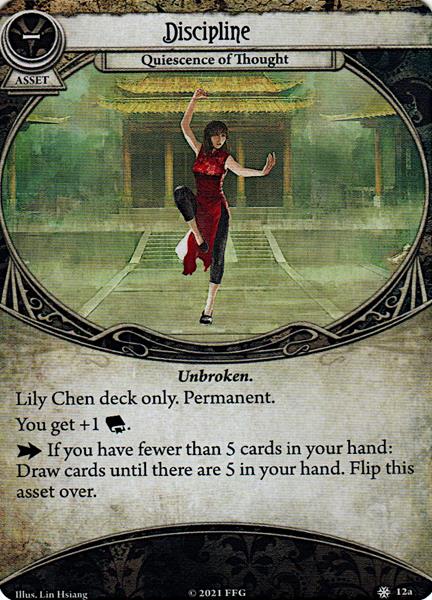 Discipline
Quiescence of Thought
ASSET
Unbroken.
Lily Chen deck only. Permanent.
You get +1 .
If you have fewer than 5 cards in your hand:
Draw cards until there are 5 in your hand. Flip this
asset over.
Illus. Lin Hsiang
© 2021 FFG
12a